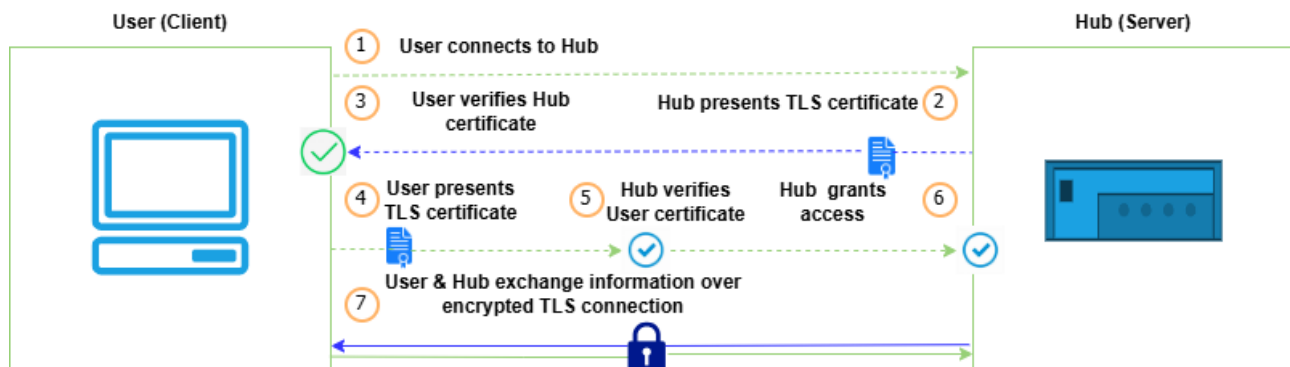 User (Client)
Hub (Server)
1
User connects to Hub
3
User verifies Hub
certificate
Hub presents TLS certificate
2
4
User presents
TLS certificate
5
Hub verifies
User certificate
Hub grants
access
6
7
User & Hub exchange information over
encrypted TLS connection